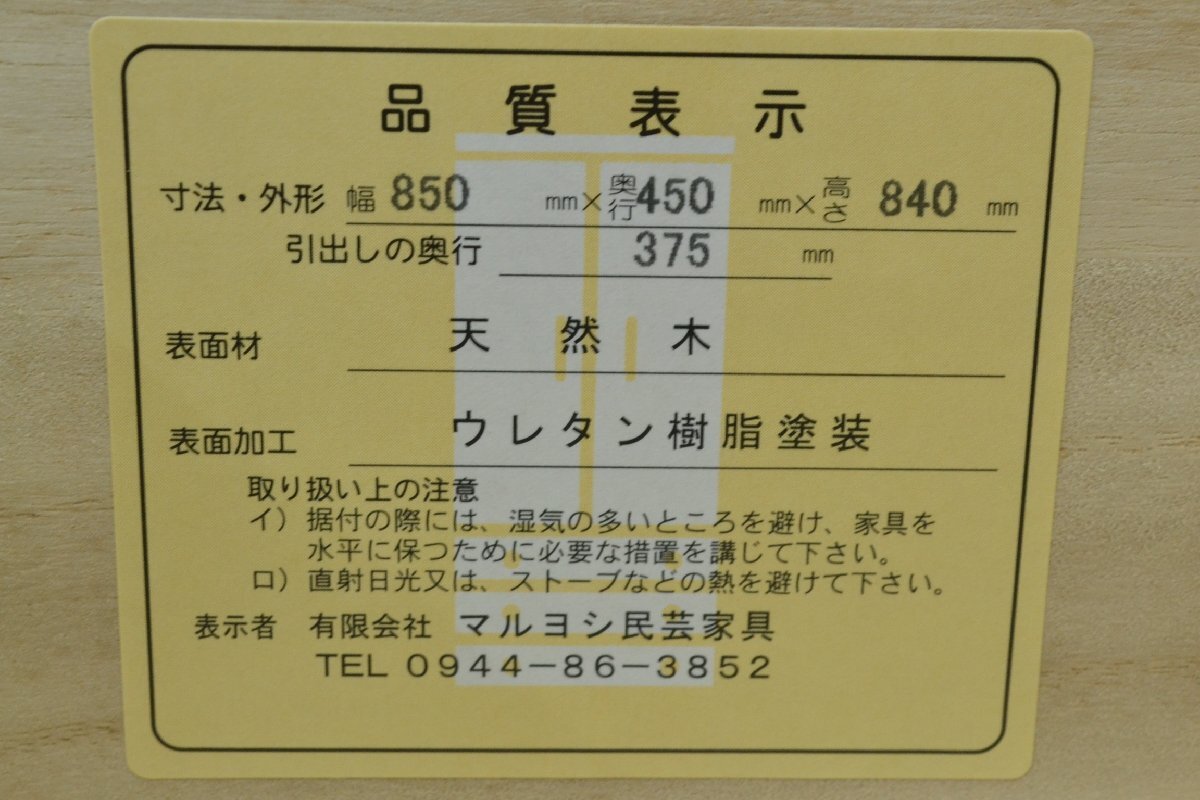 品質表示
寸法・外形 幅 850 mm×奥行450 mm×高さ 840 mm
引出しの奥行 375 mm
表面材 天然木
表面加工 ウレタン樹脂塗装
取り扱い上の注意
イ）据付の際には、湿気の多いところを避け、家具を
水平に保つために必要な措置を講じて下さい。
ロ）直射日光又は、ストーブなどの熱を避けて下さい。
表示者 有限会社 マルヨシ民芸家具
TEL 0944－86－3852